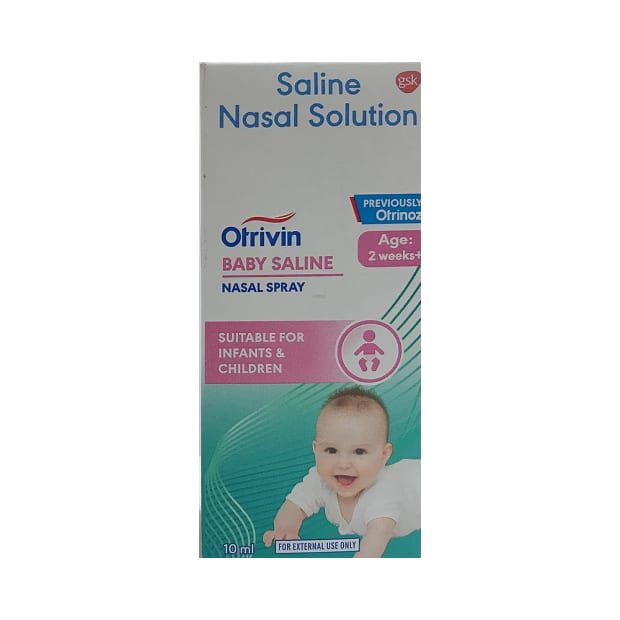 Saline
gsk
Nasal Solution
PREVIOUSLY
Otrinoz
Otrivin
Age:
2 weeks+
BABY SALINE
NASAL SPRAY
SUITABLE FOR
INFANTS &
CHILDREN
10 ml
FOR EXTERNAL USE ONLY